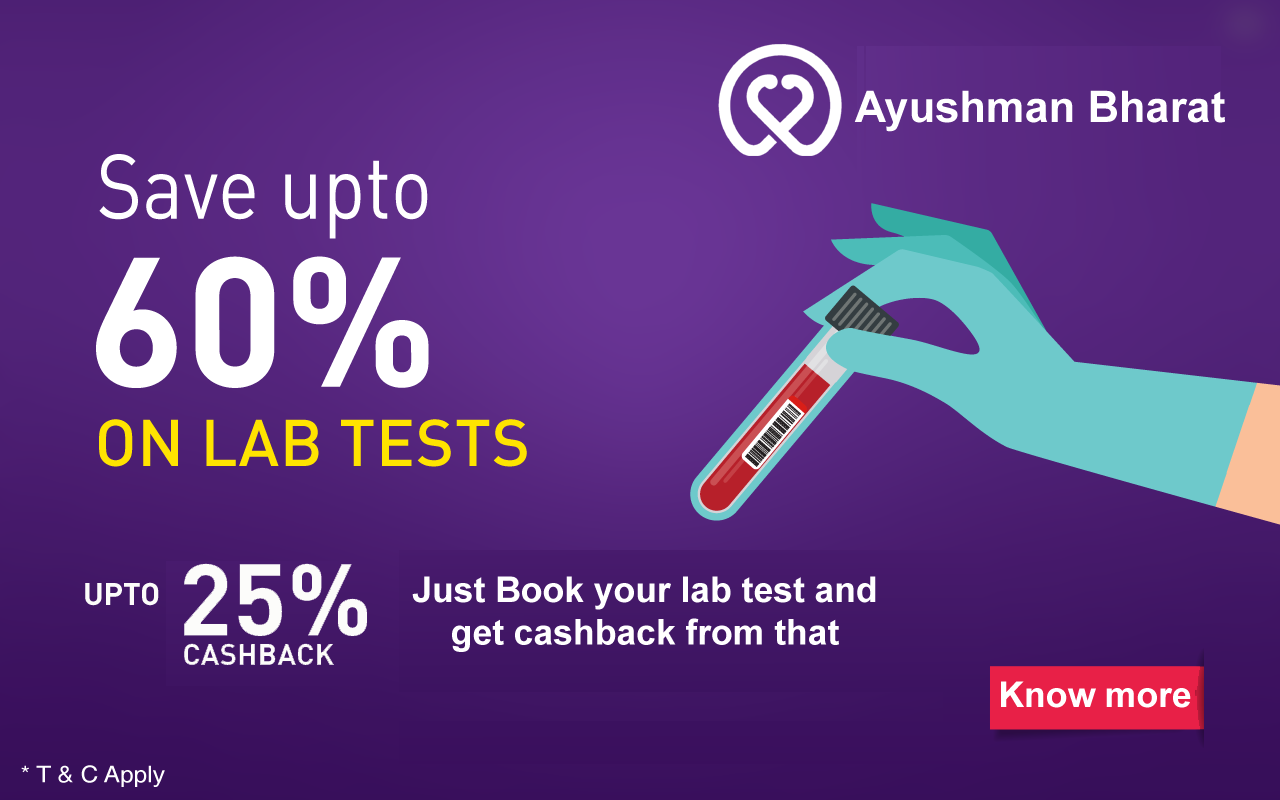 Ayushman Bharat
Save upto
60%
ON LAB TESTS
UPTO 25%
CASHBACK
Just Book your lab test and
get cashback from that
Know more
* T & C Apply